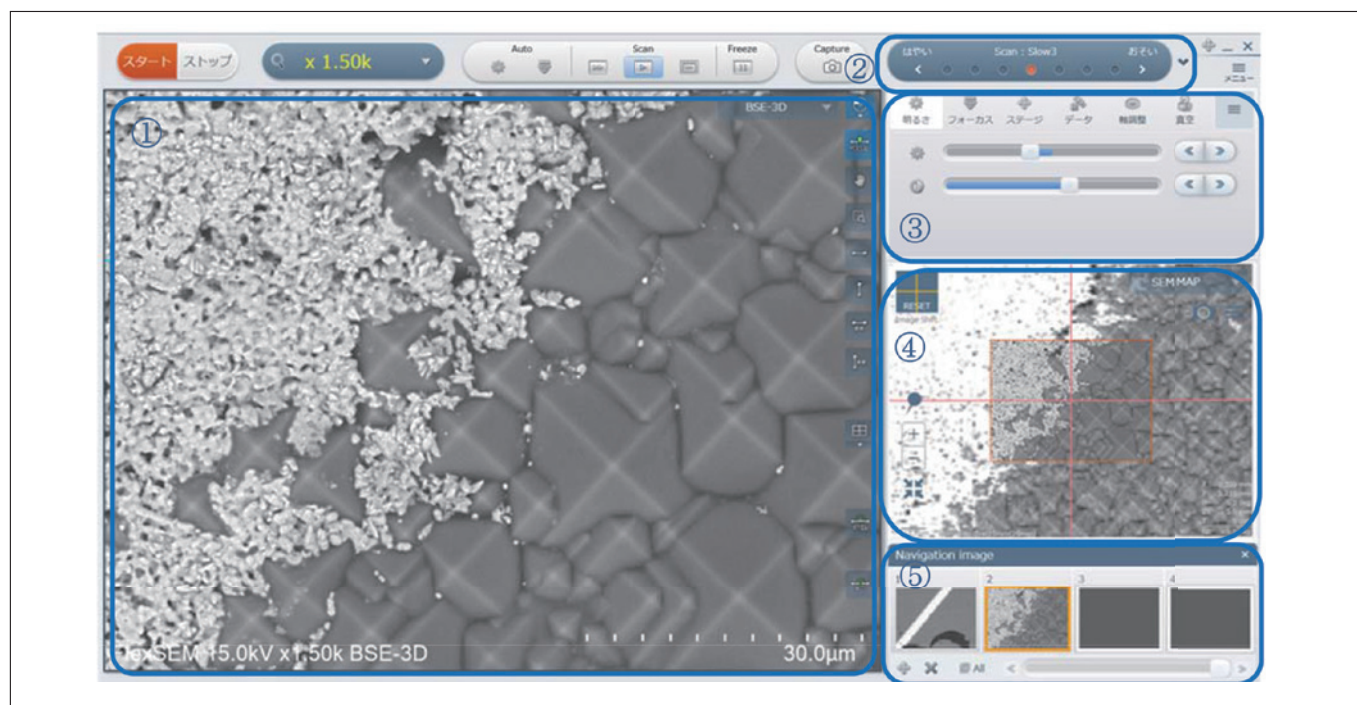 スタート ストップ
x 1.50k
Auto Scan Freeze
Capture
②
はやい Scan : Slow3 おそい
メニュー
①
BSE-3D
明るさ フォーカス ステージ データ 軸調整 真空
③
RESET
Image Shift
SEM MAP
④
Navigation image
⑤
1 2 3 4
All
lexSEM 15.0kV x1.50k BSE-3D 30.0μm